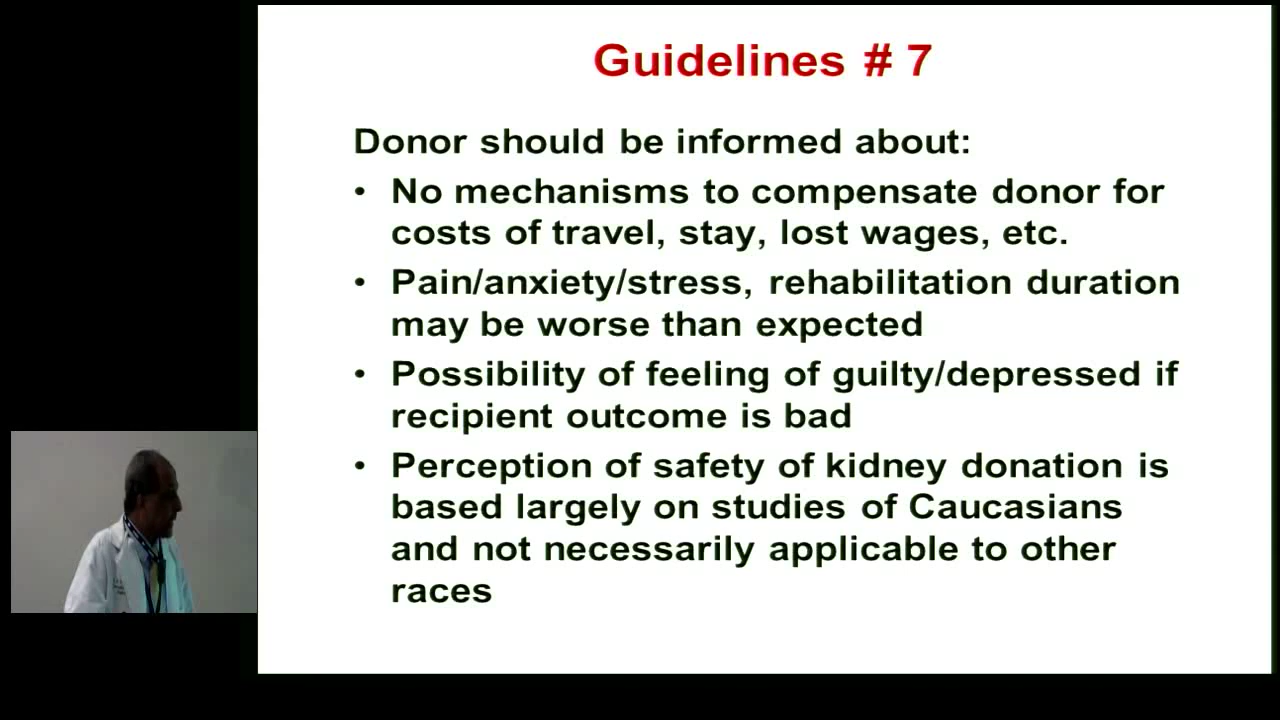 Guidelines # 7
Donor should be informed about:
• No mechanisms to compensate donor for
costs of travel, stay, lost wages, etc.
• Pain/anxiety/stress, rehabilitation duration
may be worse than expected
• Possibility of feeling of guilty/depressed if
recipient outcome is bad
• Perception of safety of kidney donation is
based largely on studies of Caucasians
and not necessarily applicable to other
races